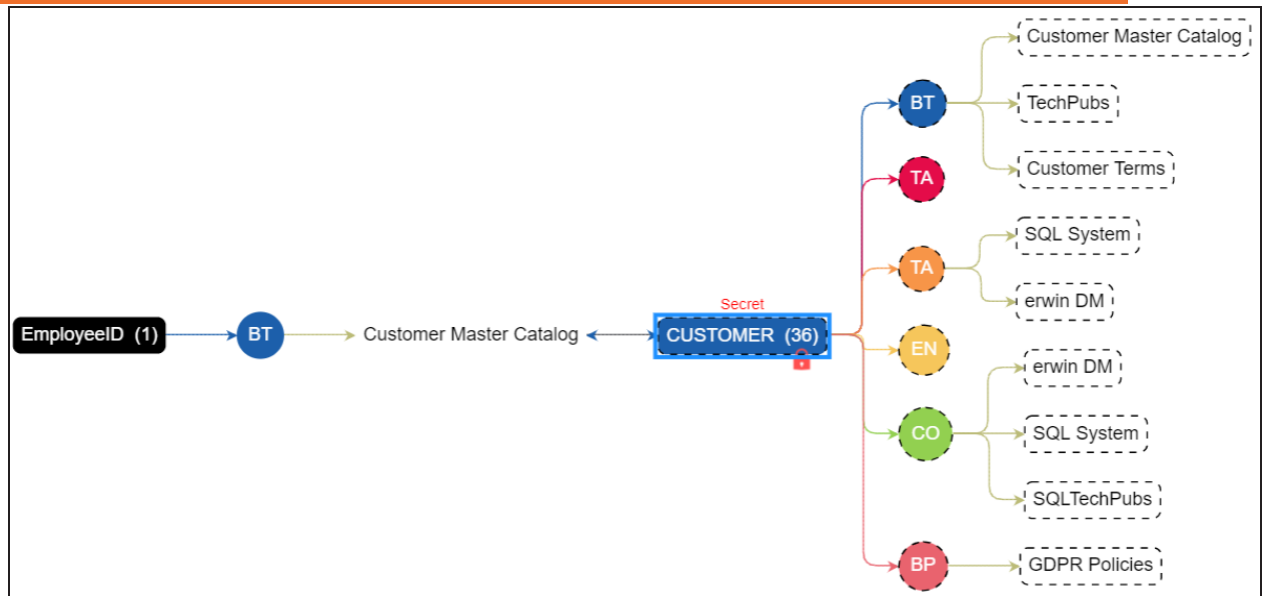 Customer Master Catalog
BT
TechPubs
Customer Terms
TA
SQL System
TA
erwin DM
Secret
EmployeeID (1)
BT
Customer Master Catalog
CUSTOMER (36)
EN
erwin DM
CO
SQL System
SQLTechPubs
BP
GDPR Policies